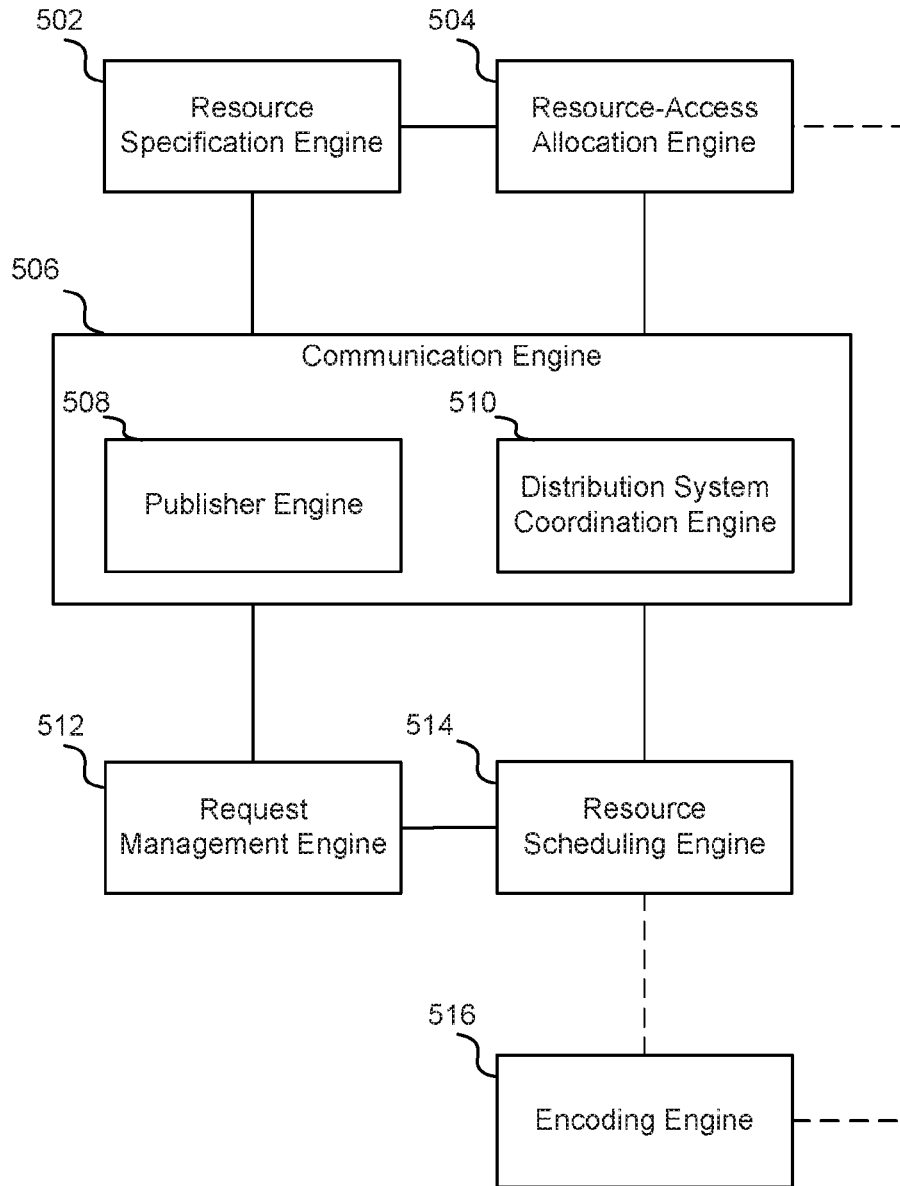 502
504
Resource
Specification Engine
Resource-Access
Allocation Engine
506
Communication Engine
508
510
Publisher Engine
Distribution System
Coordination Engine
512
514
Request
Management Engine
Resource
Scheduling Engine
516
Encoding Engine